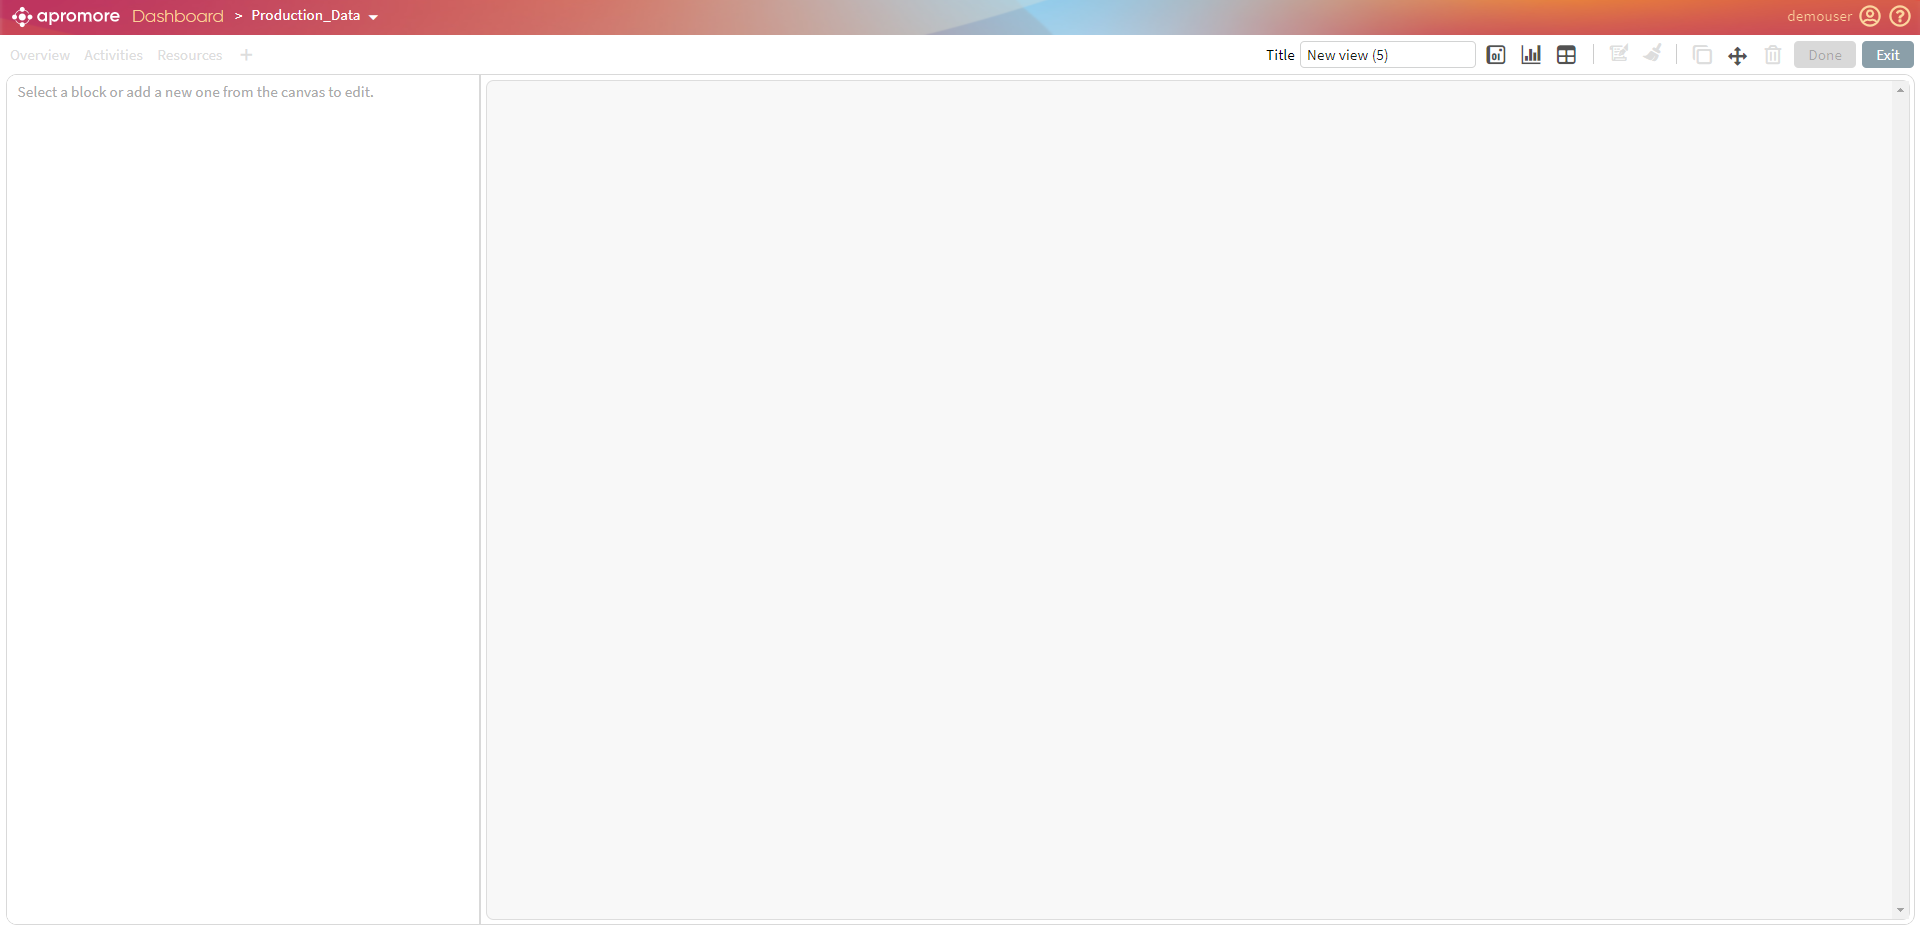 apromore Dashboard > Production_Data demouser
Overview Activities Resources + Title New view (5) Done Exit
Select a block or add a new one from the canvas to edit.